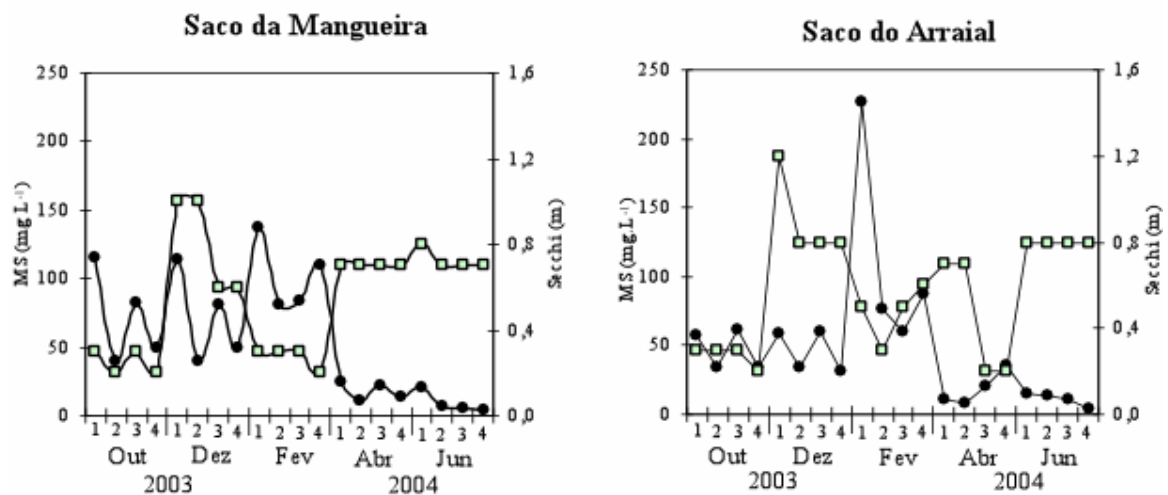 Saco da Mangueira
250
200
150
100
50
0
MS (mg L⁻¹)
1,6
1,2
0,8
0,4
0,0
Secchi (m)
1 2 3 4 1 2 3 4 1 2 3 4 1 2 3 4 1 2 3 4
Out Dez Fev Abr Jun
2003 2004
Saco do Arraial
250
200
150
100
50
0
MS (mg.L⁻¹)
1,6
1,2
0,8
0,4
0,0
Secchi (m)
1 2 3 4 1 2 3 4 1 2 3 4 1 2 3 4 1 2 3 4
Out Dez Fev Abr Jun
2003 2004